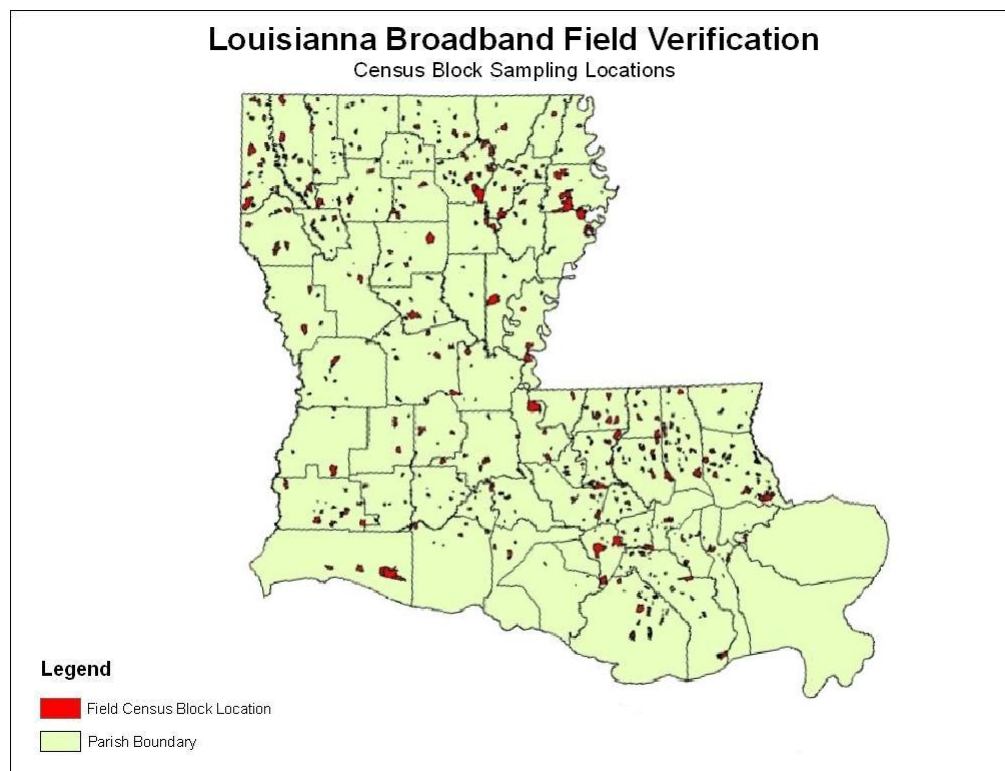 Louisianna Broadband Field Verification
Census Block Sampling Locations
Legend
Field Census Block Location
Parish Boundary